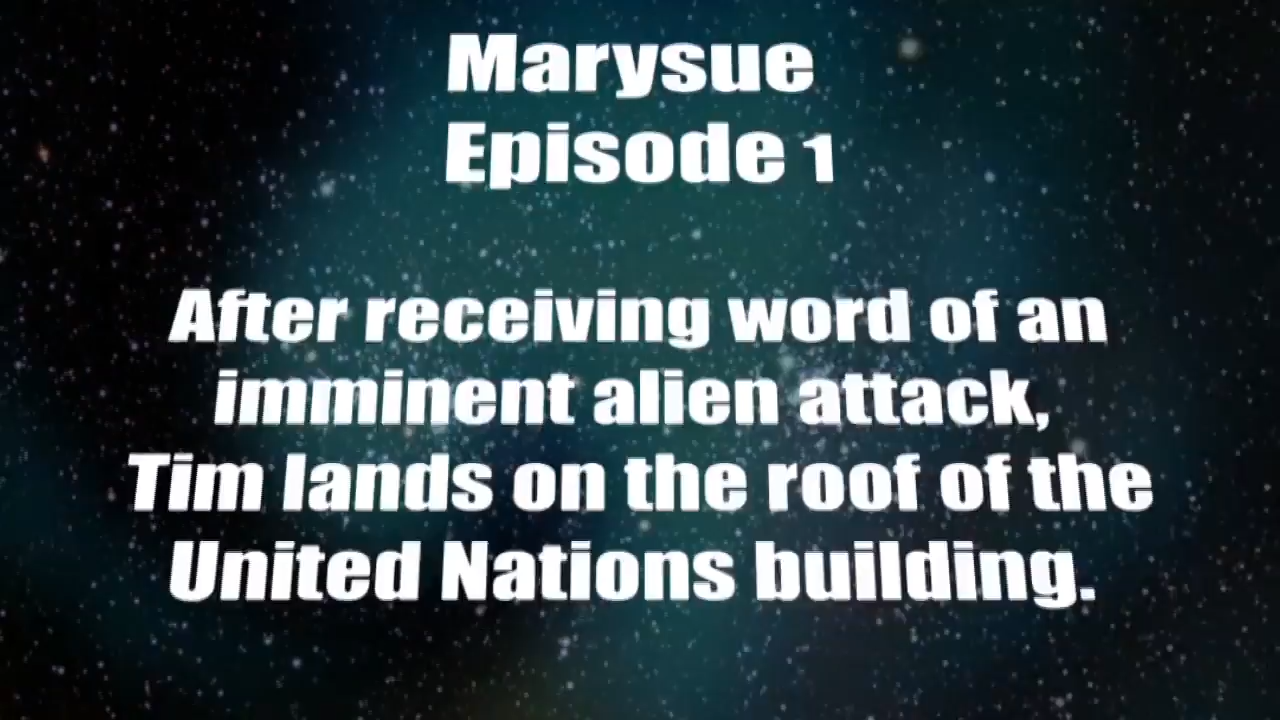 Marysue
Episode 1
After receiving word of an
imminent alien attack,
Tim lands on the roof of the
United Nations building.